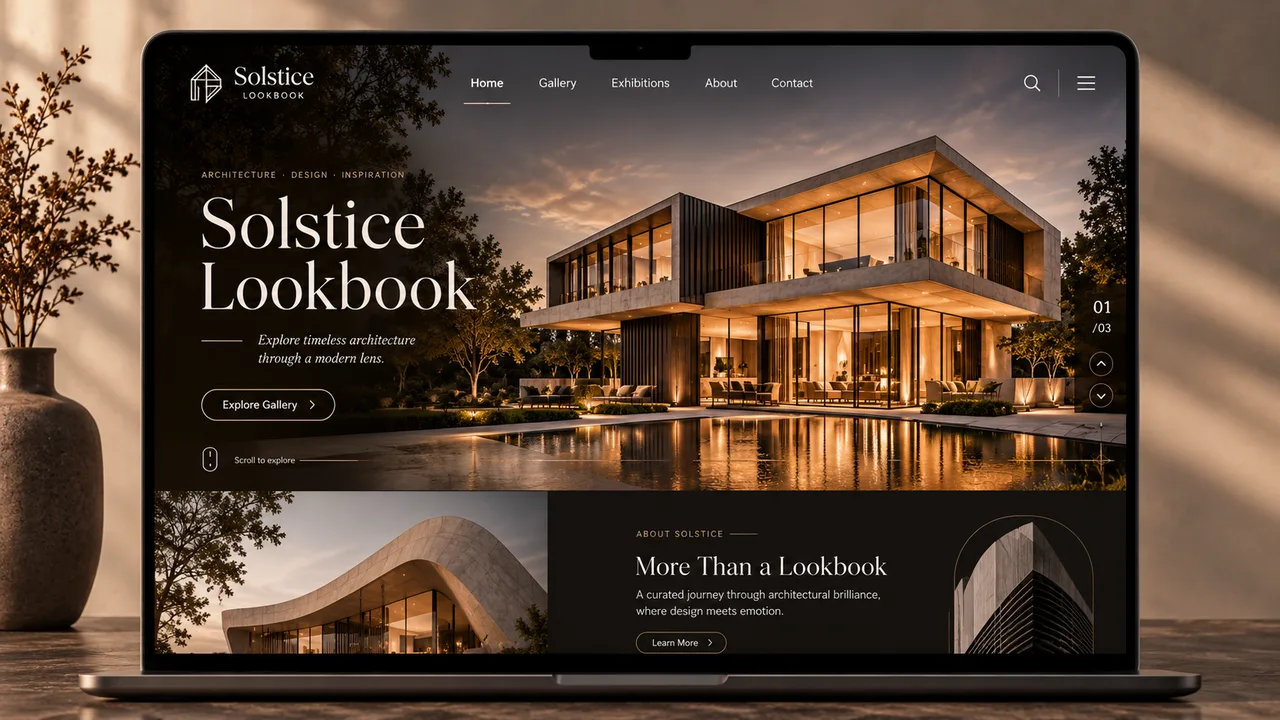 Solstice
LOOKBOOK
Home
Gallery
Exhibitions
About
Contact
ARCHITECTURE · DESIGN · INSPIRATION
Solstice
Lookbook
Explore timeless architecture
through a modern lens.
Explore Gallery
Scroll to explore
01
/03
ABOUT SOLSTICE
More Than a Lookbook
A curated journey through architectural brilliance,
where design meets emotion.
Learn More